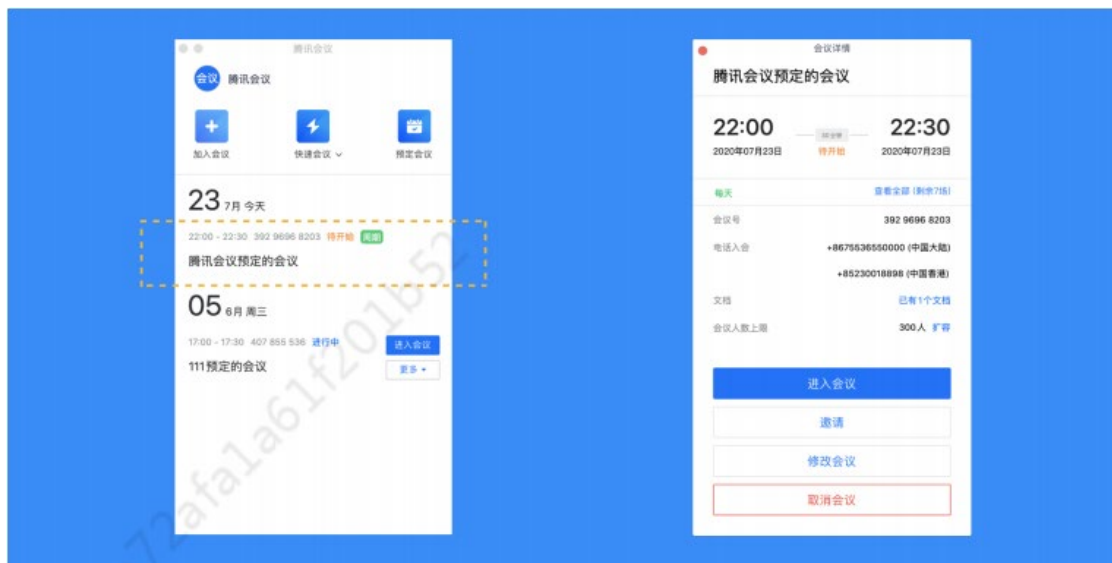 腾讯会议
会议 腾讯会议
加入会议 快速会议 预定会议
23 7月 今天
22:00 - 22:30 392 9696 8203 待开始 周期
腾讯会议预定的会议
05 6月 周三
17:00 - 17:30 407 855 536 进行中 进入会议
111预定的会议 更多
72afa1a61f201b52
会议详情
腾讯会议预定的会议
22:00 30分钟 22:30
2020年07月23日 待开始 2020年07月23日
每天 查看全部 (剩余7场)
会议号 392 9696 8203
电话入会 +8675536550000 (中国大陆)
+85230018898 (中国香港)
文档 已有1个文档
会议人数上限 300人 扩容
进入会议
邀请
修改会议
取消会议